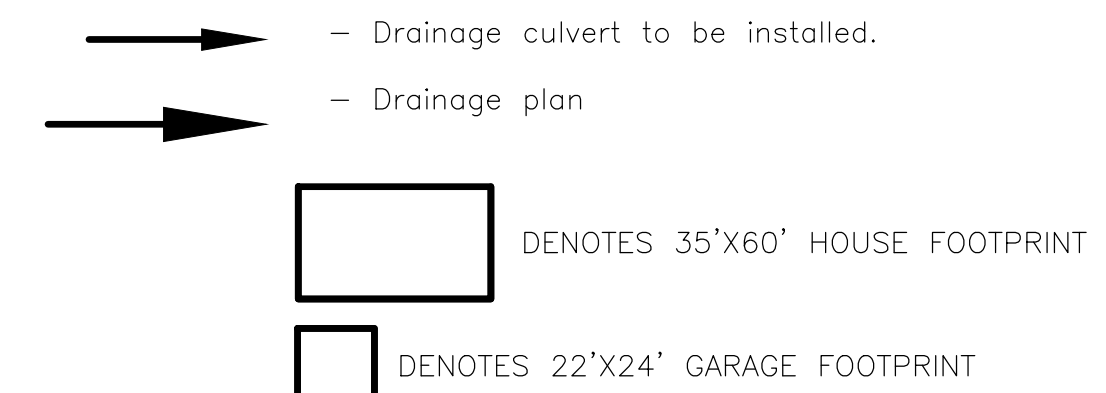 – Drainage culvert to be installed.
– Drainage plan
DENOTES 35'X60' HOUSE FOOTPRINT
DENOTES 22'X24' GARAGE FOOTPRINT